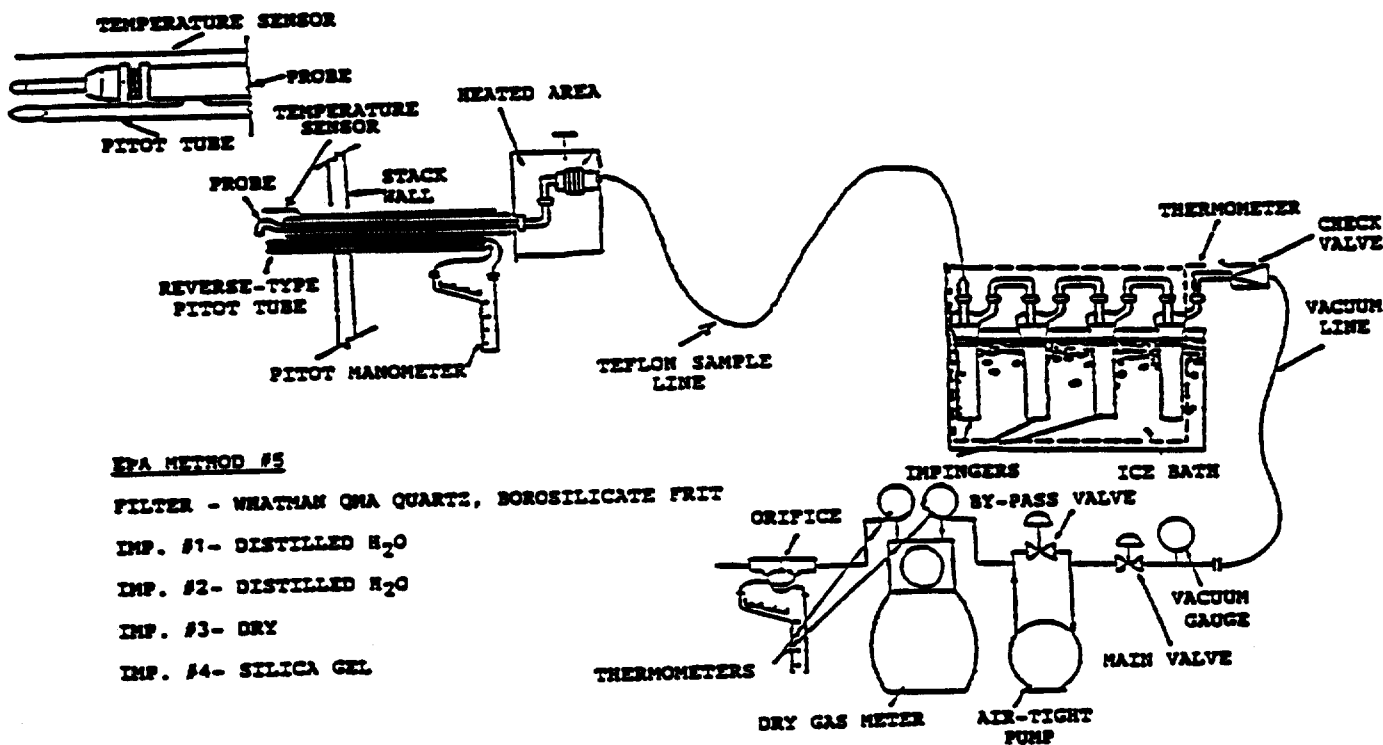 TEMPERATURE SENSOR
PROBE
PITOT TUBE
TEMPERATURE
SENSOR
HEATED AREA
PROBE
STACK
WALL
REVERSE-TYPE
PITOT TUBE
PITOT MANOMETER
TEFLON SAMPLE
LINE
THERMOMETER
CHECK
VALVE
VACUUM
LINE
IMPINGERS
ICE BATH
EPA METHOD #5
FILTER - WHATMAN QMA QUARTZ, BOROSILICATE FRIT
IMP. #1- DISTILLED H2O
IMP. #2- DISTILLED H2O
IMP. #3- DRY
IMP. #4- SILICA GEL
ORIFICE
BY-PASS VALVE
VACUUM
GAUGE
MAIN VALVE
THERMOMETERS
DRY GAS METER
AIR-TIGHT
PUMP